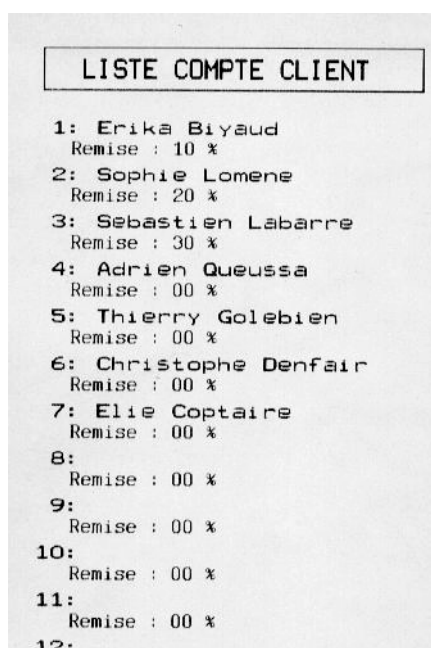 LISTE COMPTE CLIENT
1: Erika Biyaud
Remise : 10 %
2: Sophie Lomene
Remise : 20 %
3: Sebastien Labarre
Remise : 30 %
4: Adrien Queussa
Remise : 00 %
5: Thierry Golebien
Remise : 00 %
6: Christophe Denfair
Remise : 00 %
7: Elie Coptaire
Remise : 00 %
8:
Remise : 00 %
9:
Remise : 00 %
10:
Remise : 00 %
11:
Remise : 00 %
12: